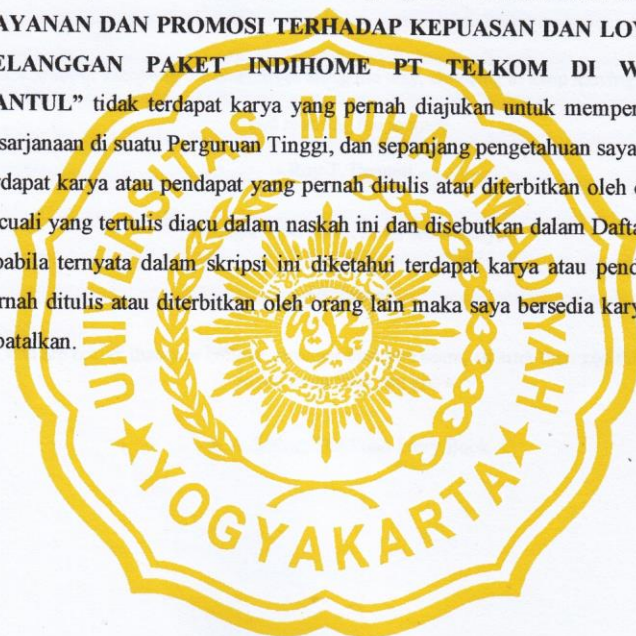 AYANAN DAN PROMOSI TERHADAP KEPUASAN DAN LOY
ELANGGAN PAKET INDIHOME PT TELKOM DI W
ANTUL” tidak terdapat karya yang pernah diajukan untuk memper
sarjanaan di suatu Perguruan Tinggi, dan sepanjang pengetahuan saya
rdapat karya atau pendapat yang pernah ditulis atau diterbitkan oleh o
cuali yang tertulis diacu dalam naskah ini dan disebutkan dalam Dafta
pabila ternyata dalam skripsi ini diketahui terdapat karya atau pend
rnah ditulis atau diterbitkan oleh orang lain maka saya bersedia kary
batalkan.
UNIVERSITAS MUHAMMADIYAH
YOGYAKARTA